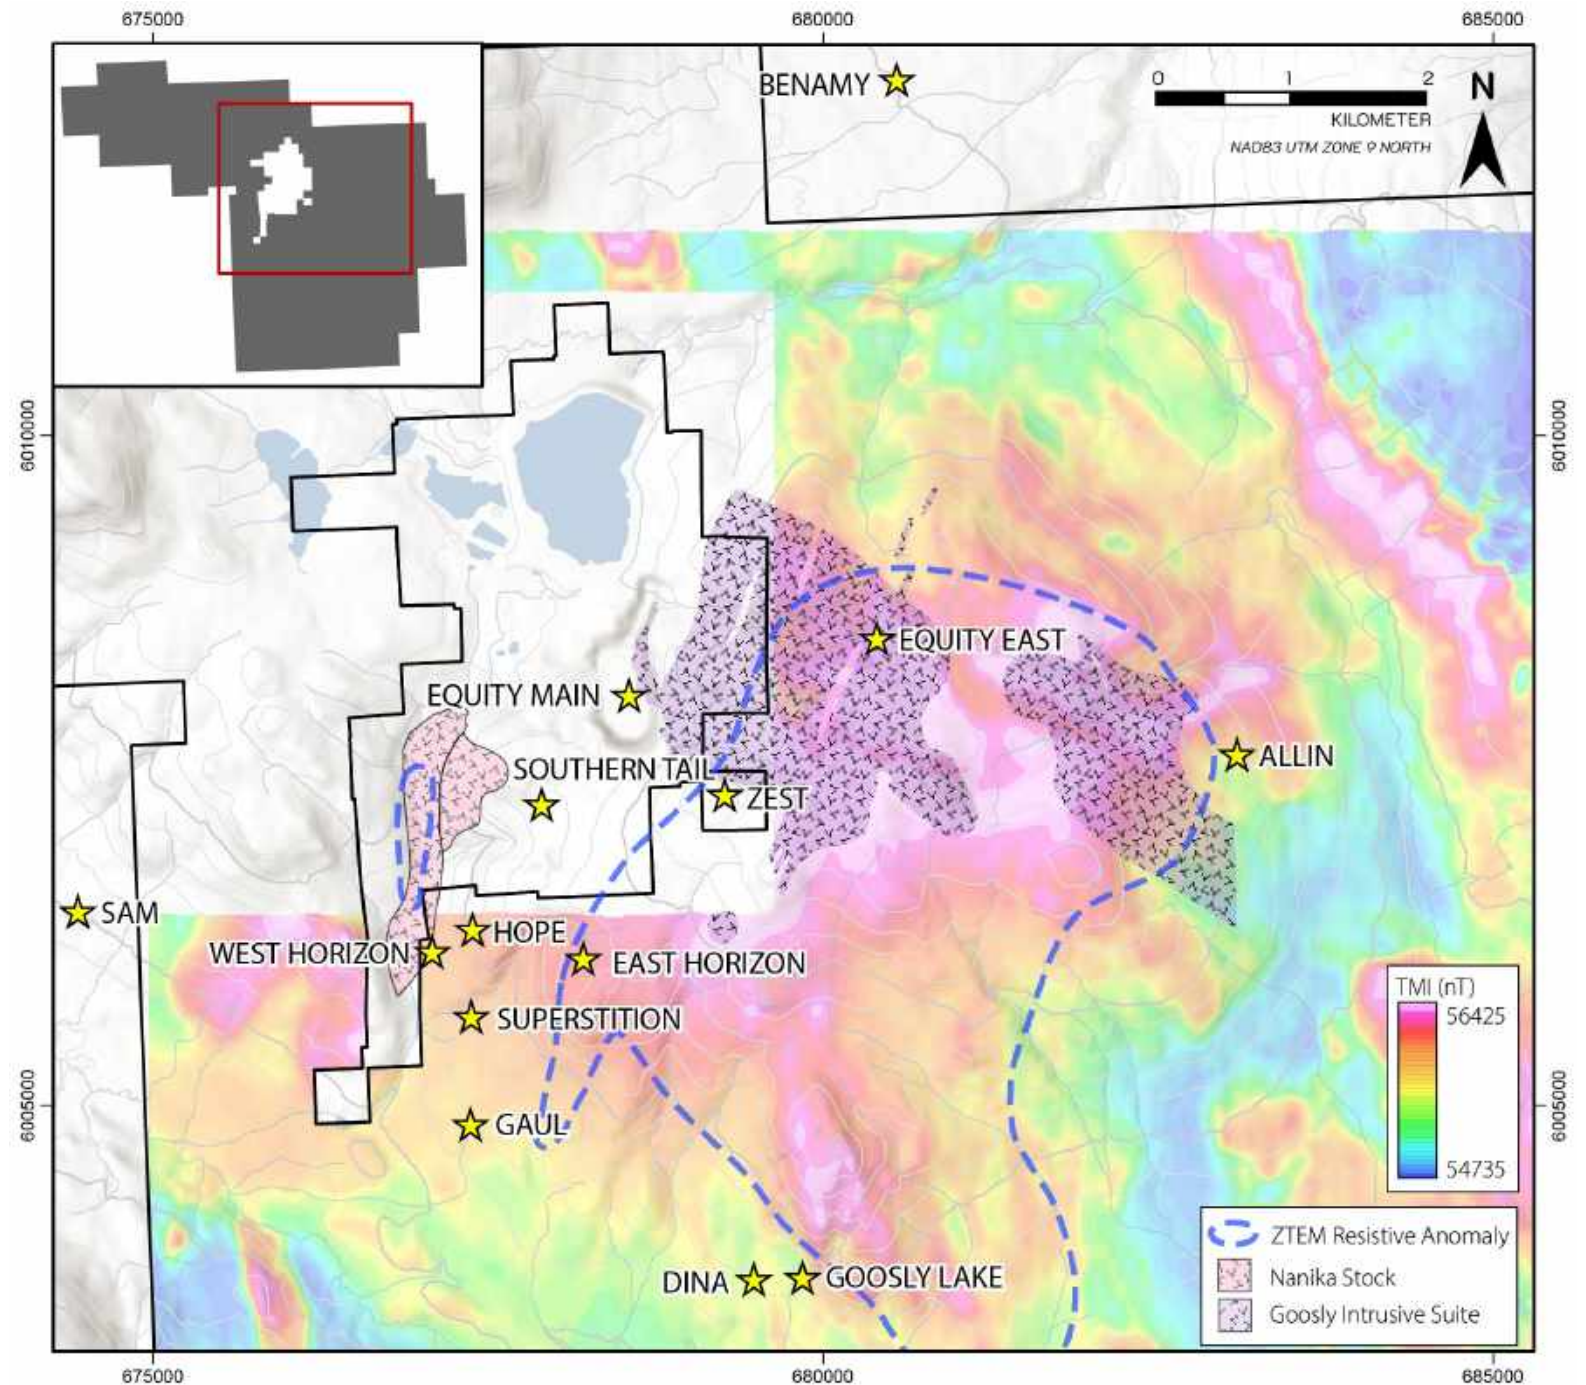 675000
680000
685000
BENAMY
0 1 2
KILOMETER
NAD83 UTM ZONE 9 NORTH
N
6010000
6010000
EQUITY EAST
EQUITY MAIN
ALLIN
SOUTHERN TAIL
ZEST
SAM
HOPE
WEST HORIZON
EAST HORIZON
SUPERSTITION
TMI (nT)
56425
54735
6005000
6005000
GAUL
ZTEM Resistive Anomaly
Nanika Stock
Goosly Intrusive Suite
DINA
GOOSLY LAKE
675000
680000
685000